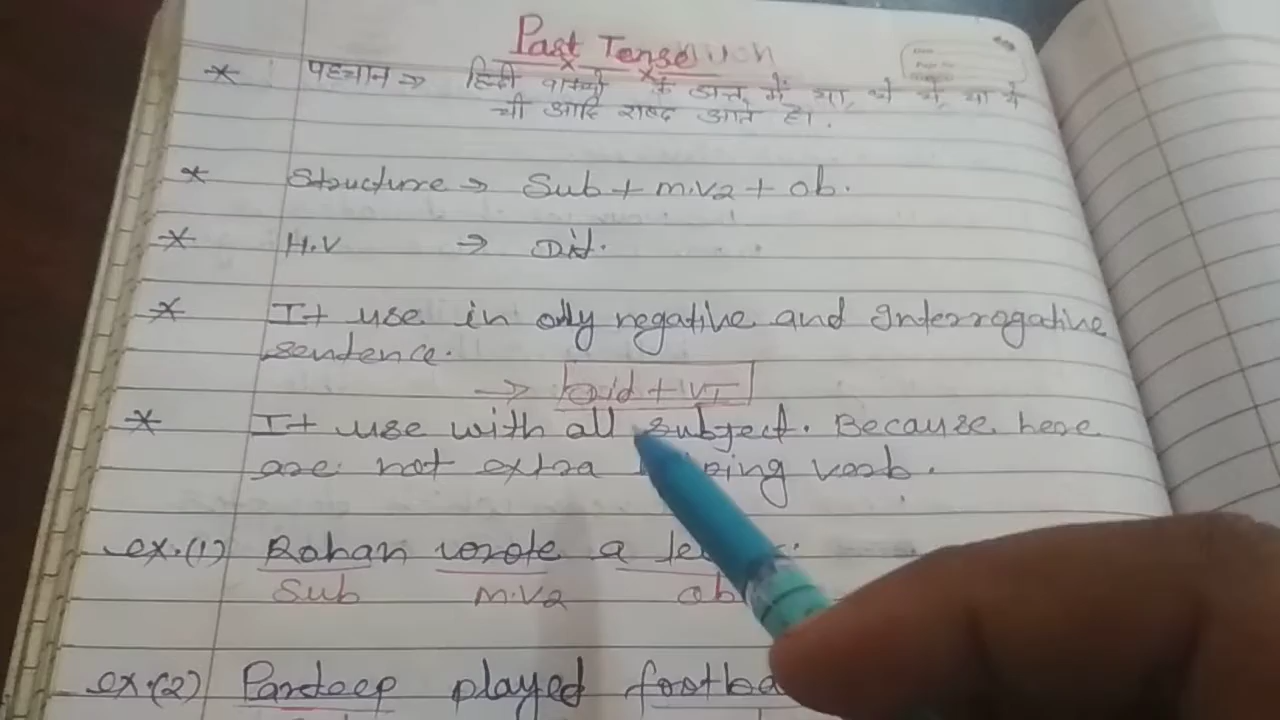 Past Tense
* पहचान → हिन्दी वाक्यो के अन्त में या, ये
ची आदि शब्द आते है।
* Structure → Sub + m.v2 + ob.
* H.V → Did.
* It use in only negative and Interrogative
sentence.
→ Did + VI
* It use with all subject. Because here
are not extra verb.
ex.(1) Rohan wrote a
Sub m.v2 ob
ex.(2) Pardeep played